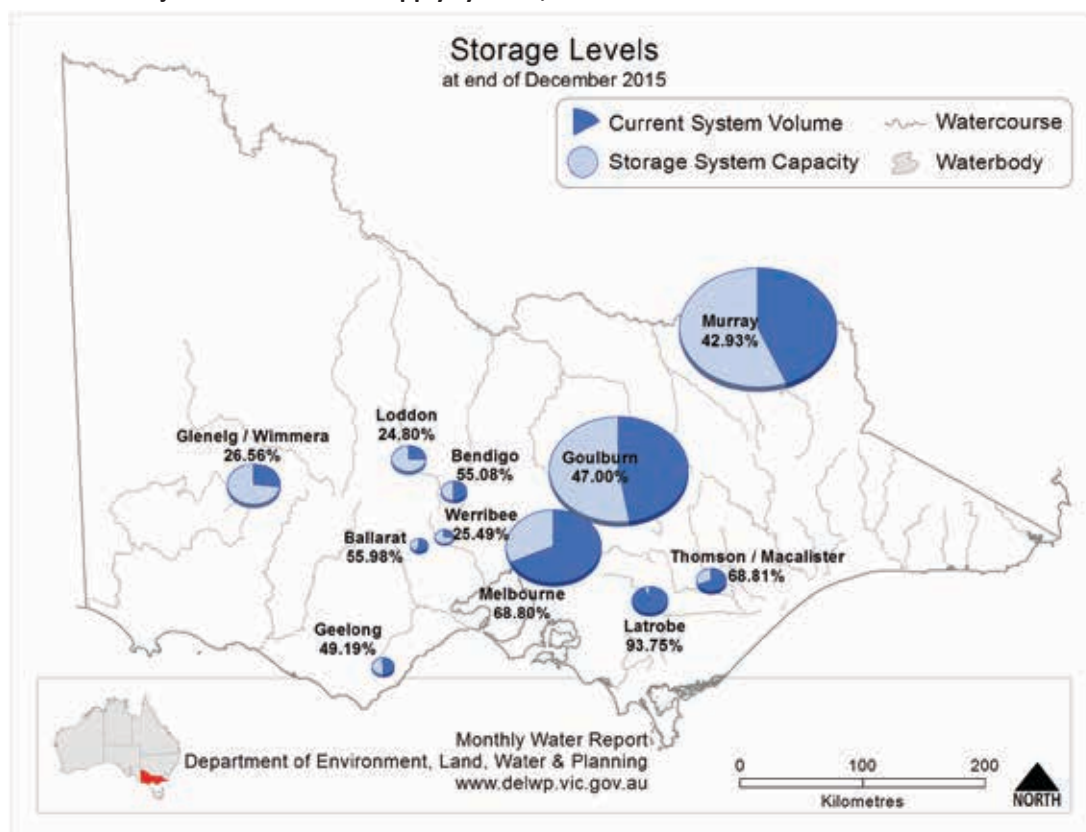 Storage Levels
at end of December 2015
Current System Volume
Watercourse
Storage System Capacity
Waterbody
Murray
42.93%
Loddon
24.80%
Glenelg / Wimmera
26.56%
Bendigo
55.08%
Goulburn
47.00%
Werribee
25.49%
Ballarat
55.98%
Thomson / Macalister
68.81%
Melbourne
68.80%
Latrobe
93.75%
Geelong
49.19%
Monthly Water Report
Department of Environment, Land, Water & Planning
www.delwp.vic.gov.au
0 100 200
Kilometres
NORTH